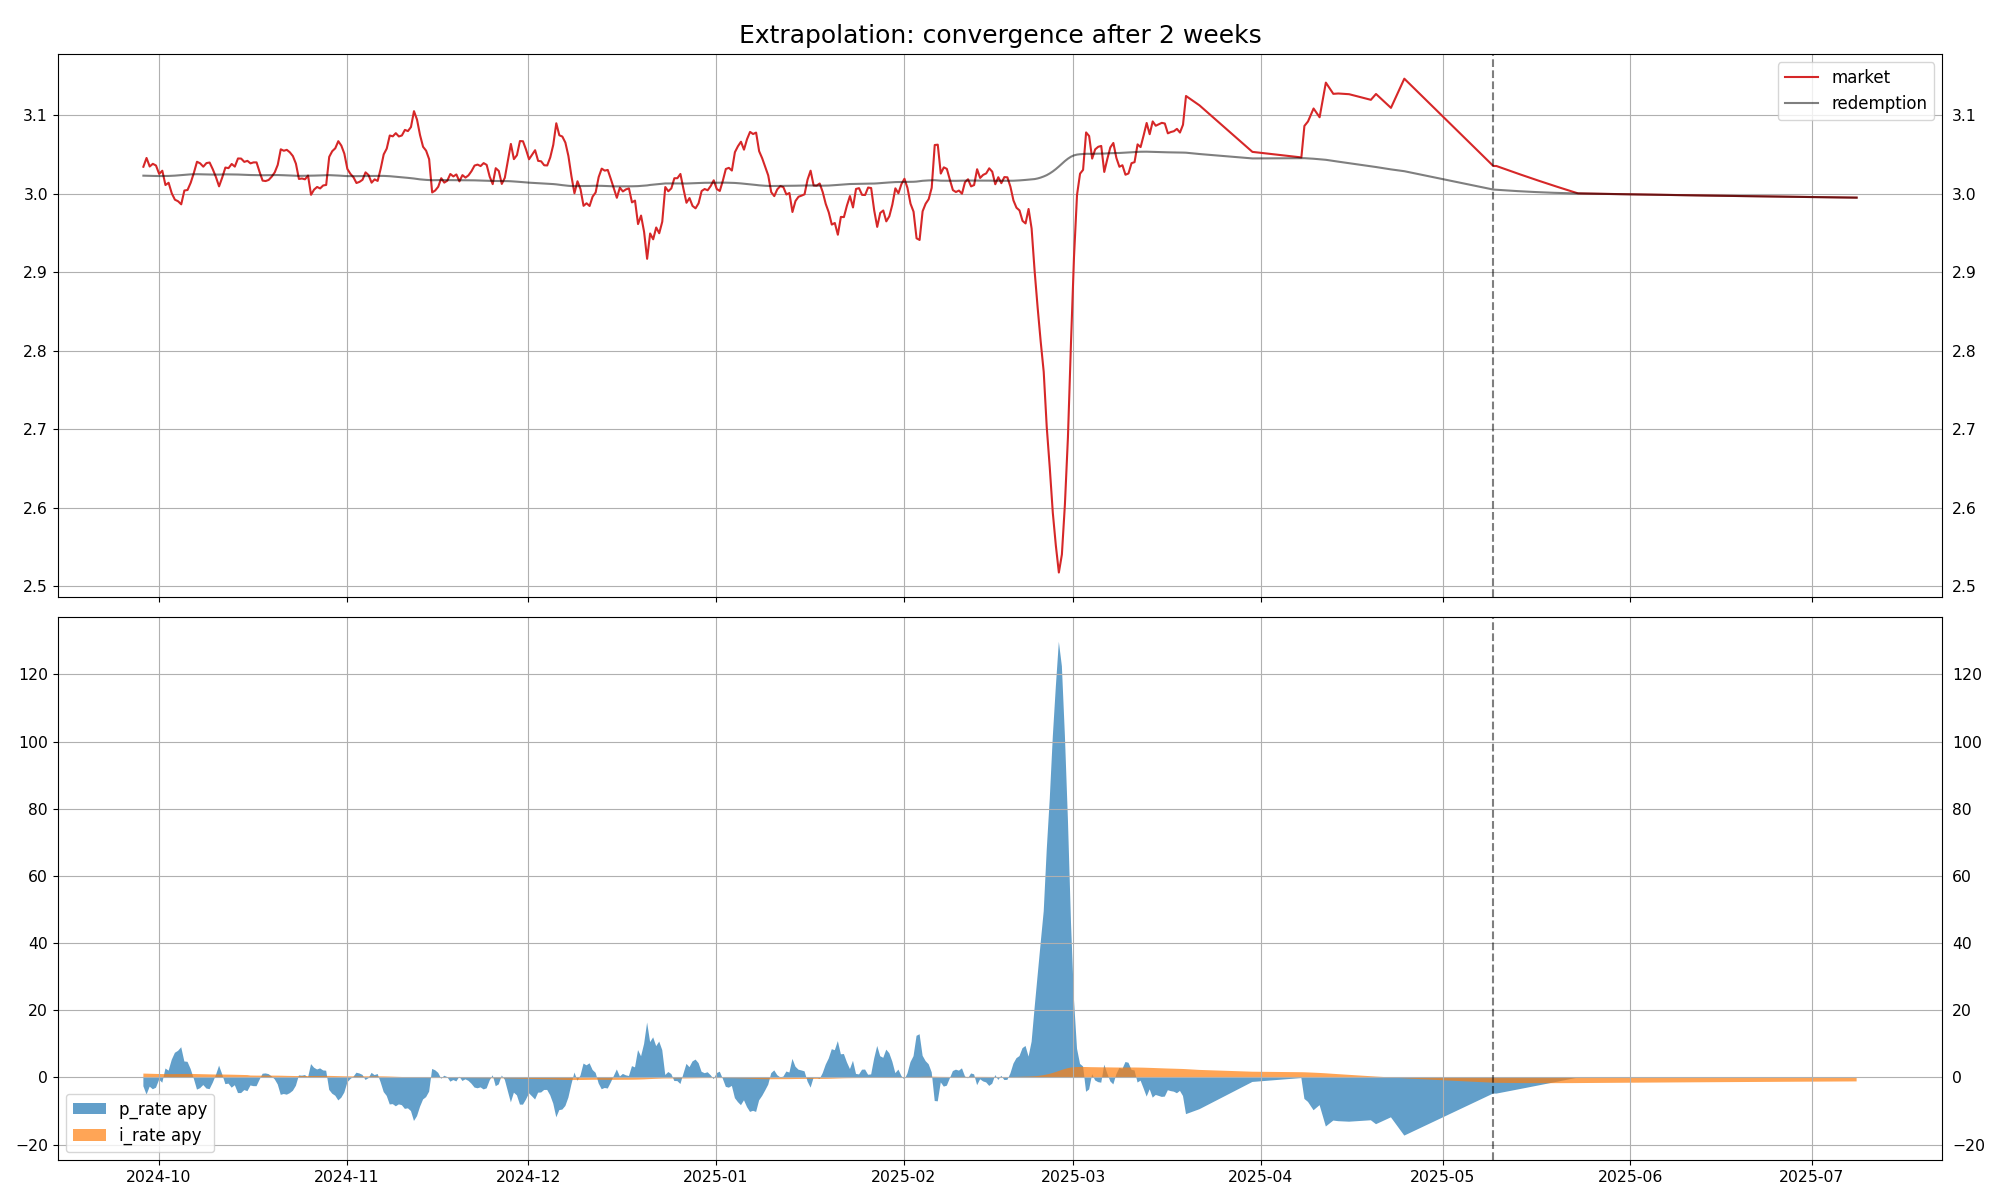 Extrapolation: convergence after 2 weeks
market
redemption
3.1 3.1
3.0 3.0
2.9 2.9
2.8 2.8
2.7 2.7
2.6 2.6
2.5 2.5
120 120
100 100
80 80
60 60
40 40
20 20
0 0
−20 −20
p_rate apy
i_rate apy
2024-10 2024-11 2024-12 2025-01 2025-02 2025-03 2025-04 2025-05 2025-06 2025-07